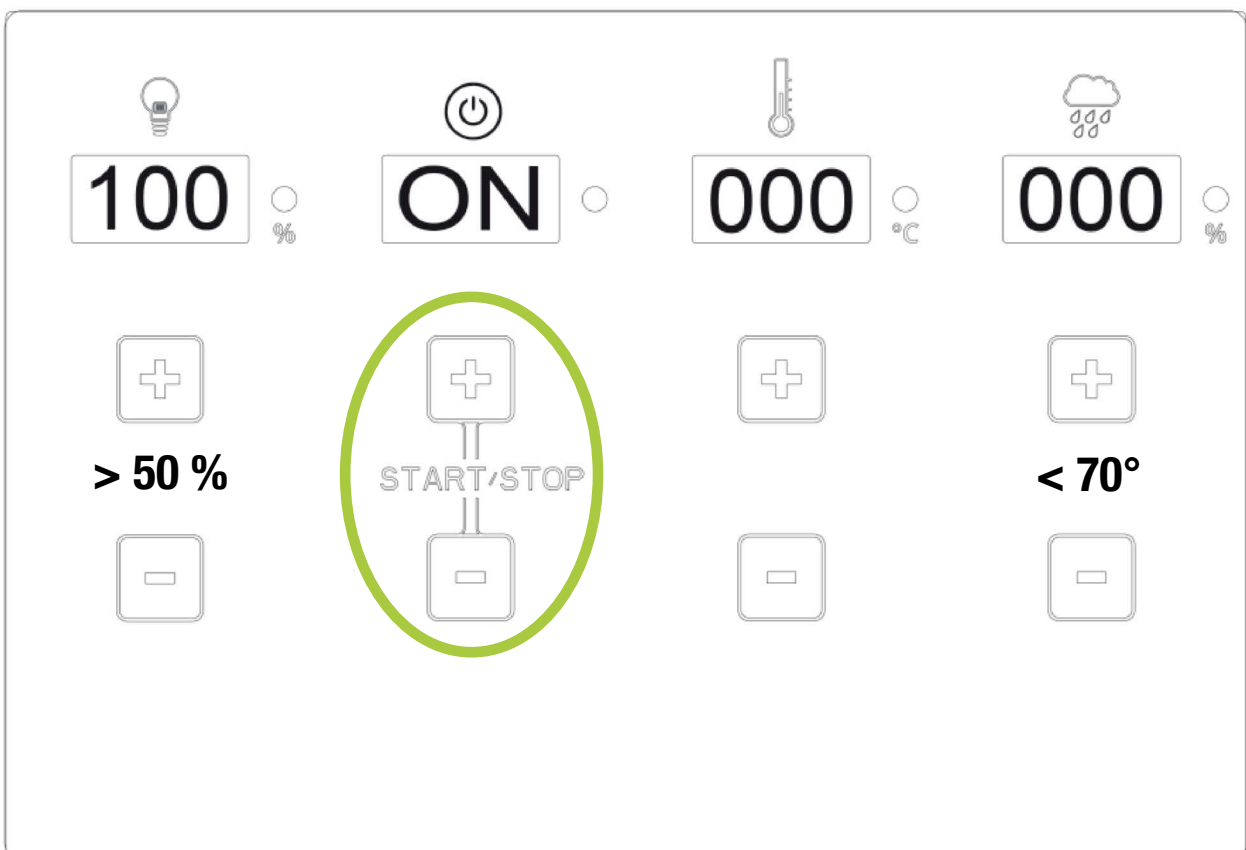 100 % ON 000 °C 000 %
+ + + +
> 50 % START/STOP < 70°
- - - -